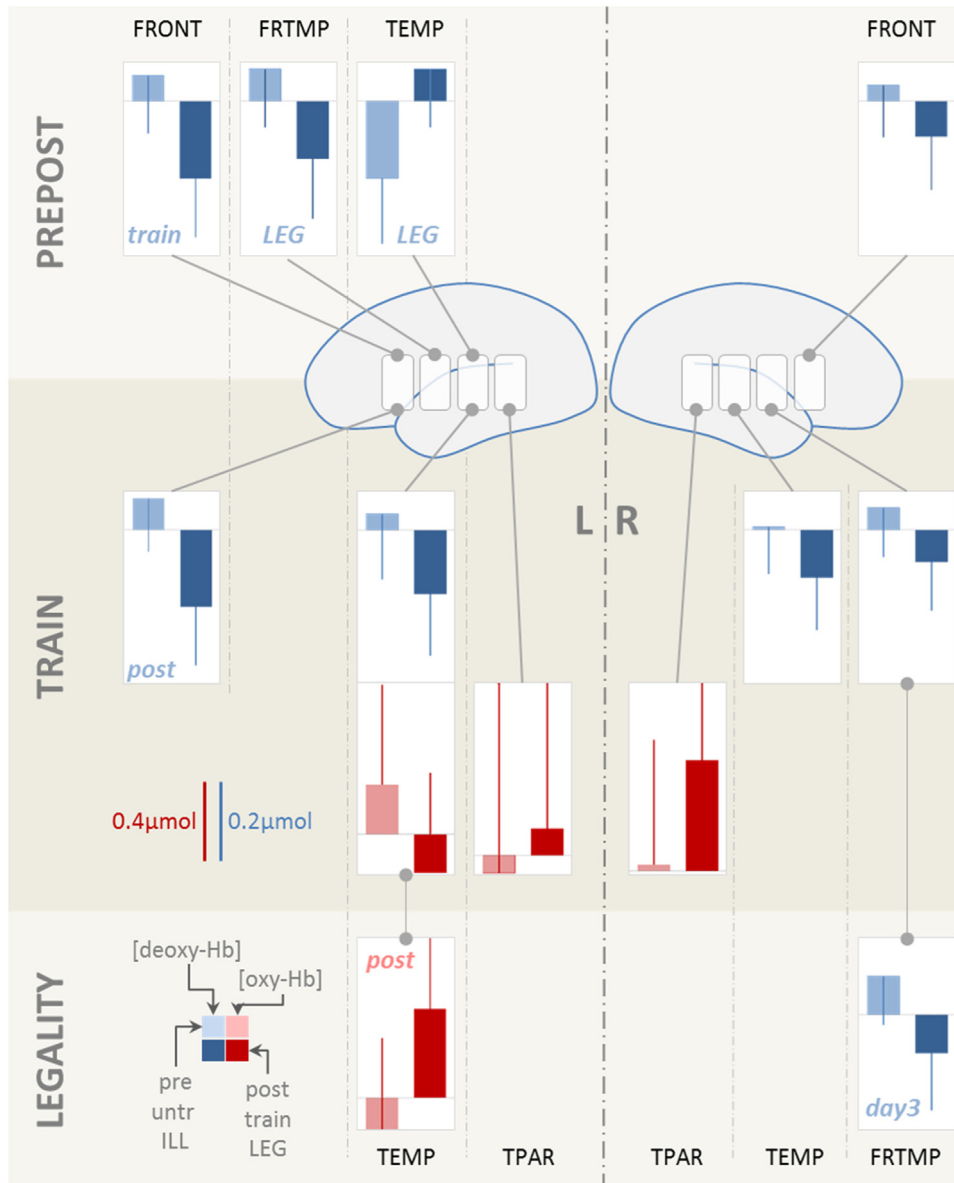 FRONT FRTMP TEMP FRONT
PREPOST
train LEG LEG
L R
TRAIN
post
0.4µmol 0.2µmol
LEGALITY
[deoxy-Hb]
[oxy-Hb]
pre
untr
ILL
post
train
LEG
post
day3
TEMP TPAR TPAR TEMP FRTMP